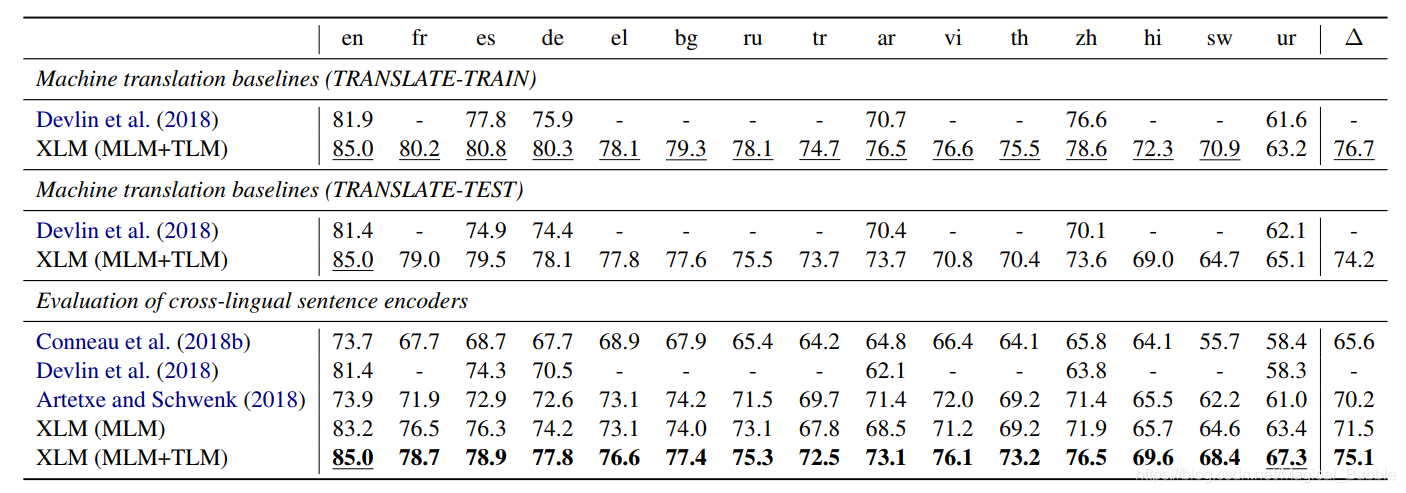 en fr es de el bg ru tr ar vi th zh hi sw ur Δ
Machine translation baselines (TRANSLATE-TRAIN)
Devlin et al. (2018) 81.9 - 77.8 75.9 - - - - 70.7 - - 76.6 - - 61.6 -
XLM (MLM+TLM) 85.0 80.2 80.8 80.3 78.1 79.3 78.1 74.7 76.5 76.6 75.5 78.6 72.3 70.9 63.2 76.7
Machine translation baselines (TRANSLATE-TEST)
Devlin et al. (2018) 81.4 - 74.9 74.4 - - - - 70.4 - - 70.1 - - 62.1 -
XLM (MLM+TLM) 85.0 79.0 79.5 78.1 77.8 77.6 75.5 73.7 73.7 70.8 70.4 73.6 69.0 64.7 65.1 74.2
Evaluation of cross-lingual sentence encoders
Conneau et al. (2018b) 73.7 67.7 68.7 67.7 68.9 67.9 65.4 64.2 64.8 66.4 64.1 65.8 64.1 55.7 58.4 65.6
Devlin et al. (2018) 81.4 - 74.3 70.5 - - - - 62.1 - - 63.8 - - 58.3 -
Artetxe and Schwenk (2018) 73.9 71.9 72.9 72.6 73.1 74.2 71.5 69.7 71.4 72.0 69.2 71.4 65.5 62.2 61.0 70.2
XLM (MLM) 83.2 76.5 76.3 74.2 73.1 74.0 73.1 67.8 68.5 71.2 69.2 71.9 65.7 64.6 63.4 71.5
XLM (MLM+TLM) 85.0 78.7 78.9 77.8 76.6 77.4 75.3 72.5 73.1 76.1 73.2 76.5 69.6 68.4 67.3 75.1
https://blog.csdn.net/Magical_Bubble